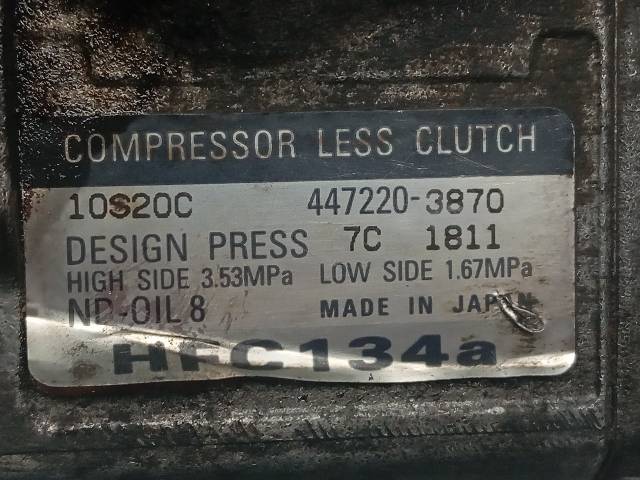 COMPRESSOR LESS CLUTCH
10S20C 447220-3870
DESIGN PRESS 7C 1811
HIGH SIDE 3.53MPa LOW SIDE 1.67MPa
ND-OIL 8 MADE IN JAPAN
HFC134a